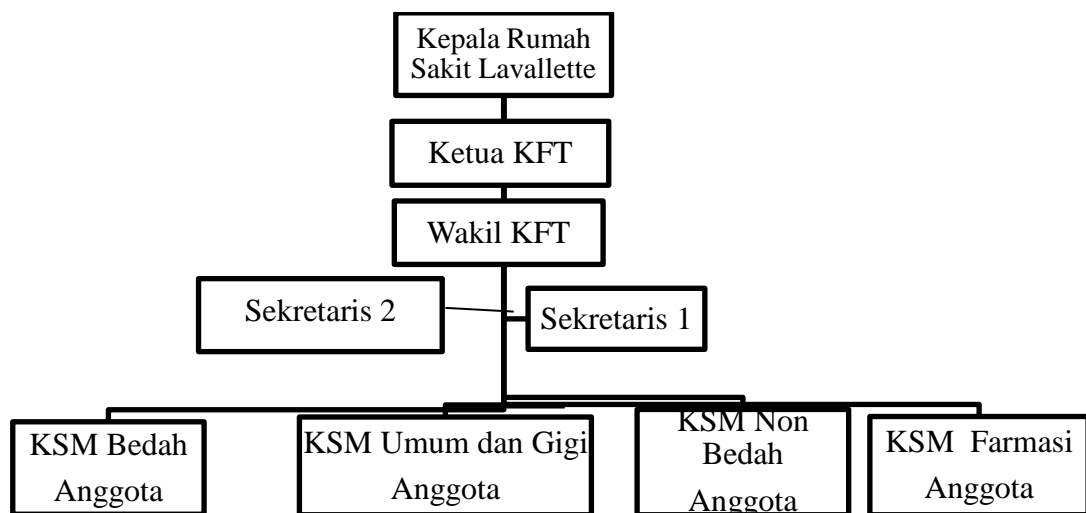 Kepala Rumah
Sakit Lavallette
Ketua KFT
Wakil KFT
Sekretaris 2
Sekretaris 1
KSM Bedah
Anggota
KSM Umum dan Gigi
Anggota
KSM Non
Bedah
Anggota
KSM Farmasi
Anggota